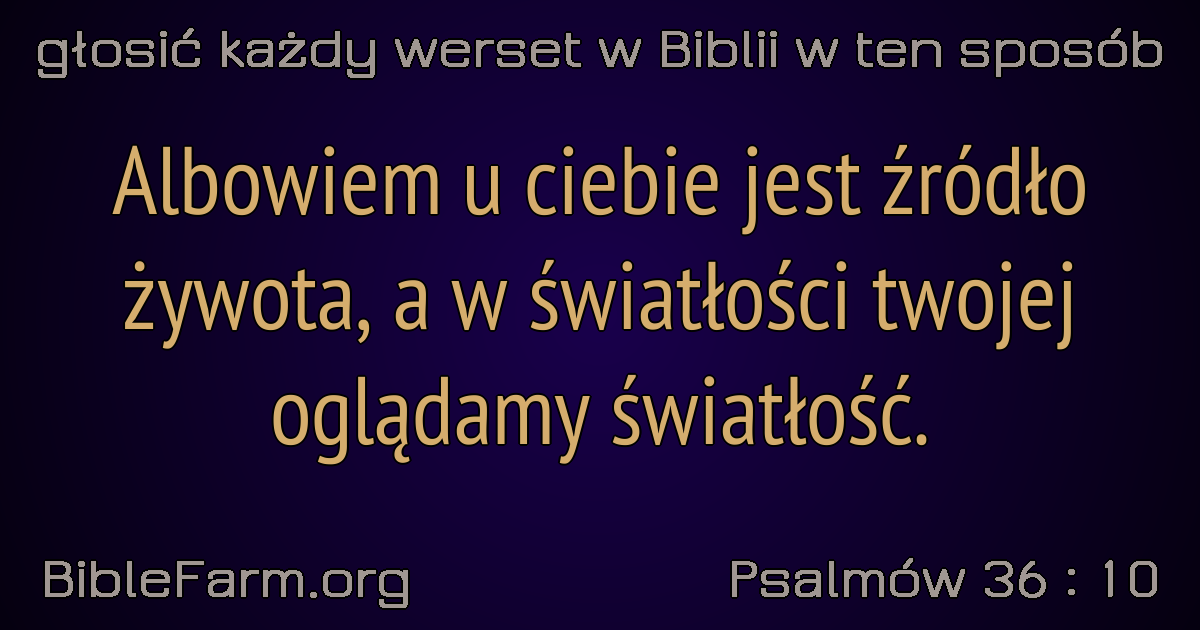 głosić każdy werset w Biblii w ten sposób
Albowiem u ciebie jest źródło
żywota, a w światłości twojej
oglądamy światłość.
BibleFarm.org
Psalmów 36 : 10